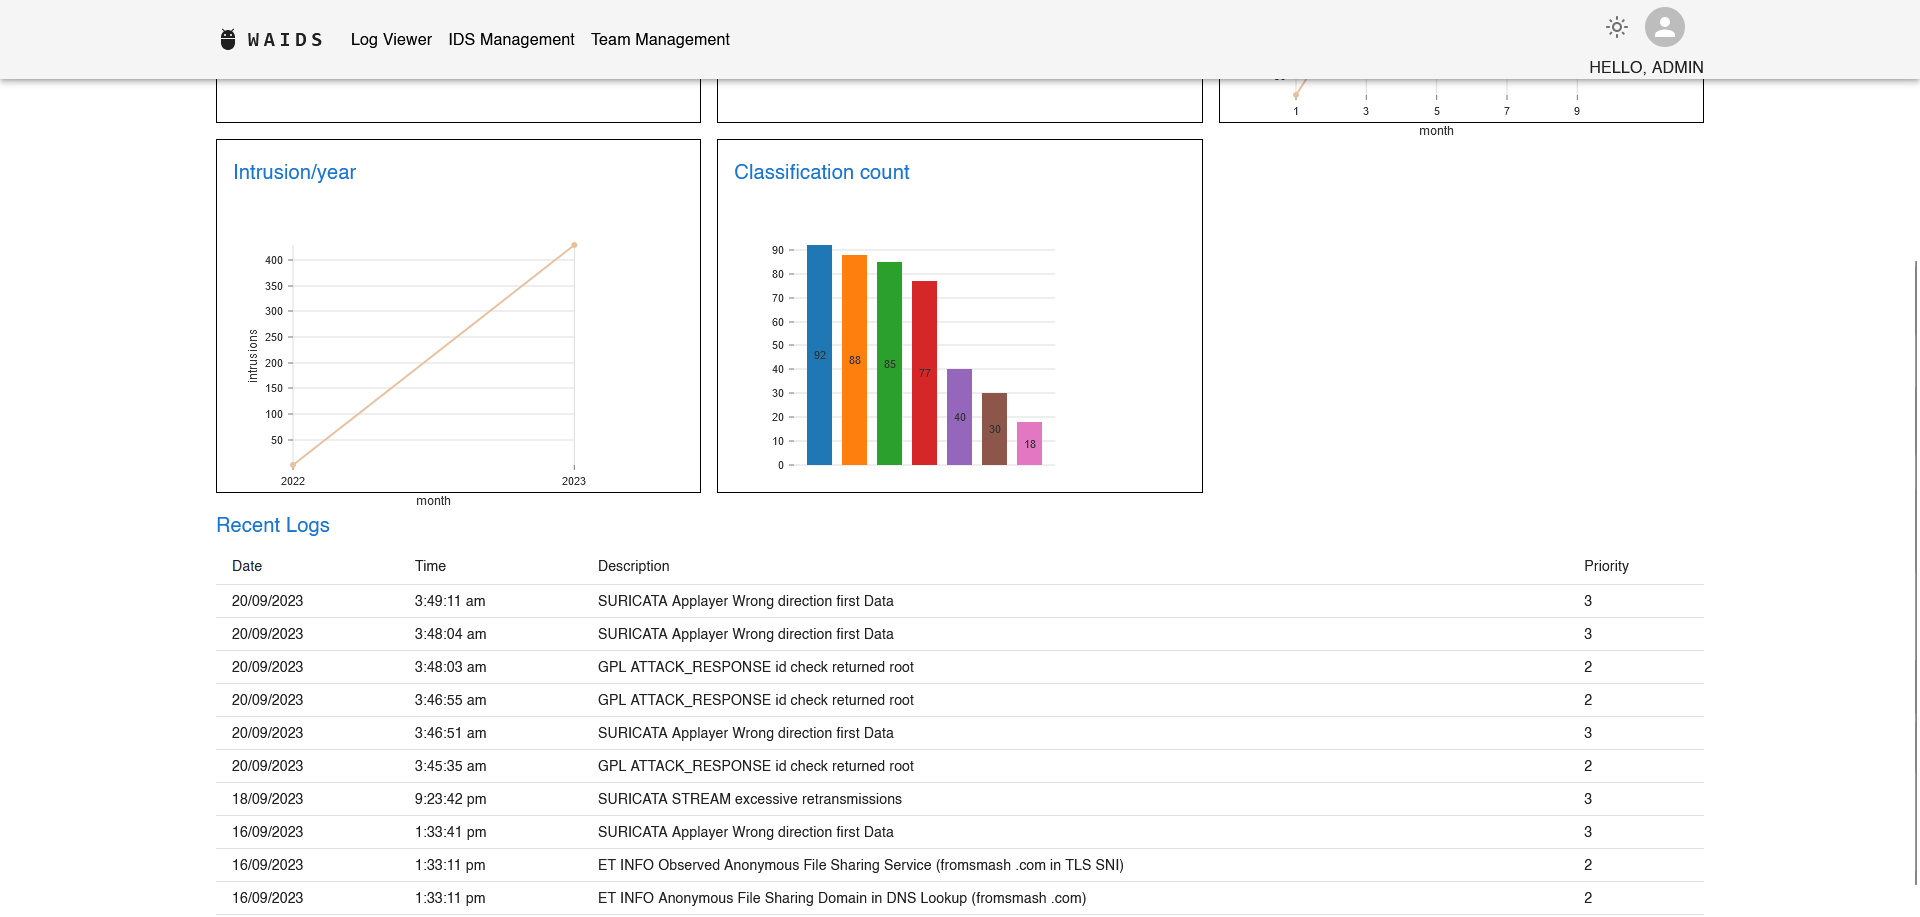 WAIDS Log Viewer IDS Management Team Management
HELLO, ADMIN
1 3 5 7 9
month
Intrusion/year
400
350
300
250
200
150
100
50
intrusions
2022 2023
month
Classification count
90
80
70
60
50
40
30
20
10
0
92 88 85 77 40 30 18
Recent Logs
Date Time Description Priority
20/09/2023 3:49:11 am SURICATA Applayer Wrong direction first Data 3
20/09/2023 3:48:04 am SURICATA Applayer Wrong direction first Data 3
20/09/2023 3:48:03 am GPL ATTACK_RESPONSE id check returned root 2
20/09/2023 3:46:55 am GPL ATTACK_RESPONSE id check returned root 2
20/09/2023 3:46:51 am SURICATA Applayer Wrong direction first Data 3
20/09/2023 3:45:35 am GPL ATTACK_RESPONSE id check returned root 2
18/09/2023 9:23:42 pm SURICATA STREAM excessive retransmissions 3
16/09/2023 1:33:41 pm SURICATA Applayer Wrong direction first Data 3
16/09/2023 1:33:11 pm ET INFO Observed Anonymous File Sharing Service (fromsmash .com in TLS SNI) 2
16/09/2023 1:33:11 pm ET INFO Anonymous File Sharing Domain in DNS Lookup (fromsmash .com) 2